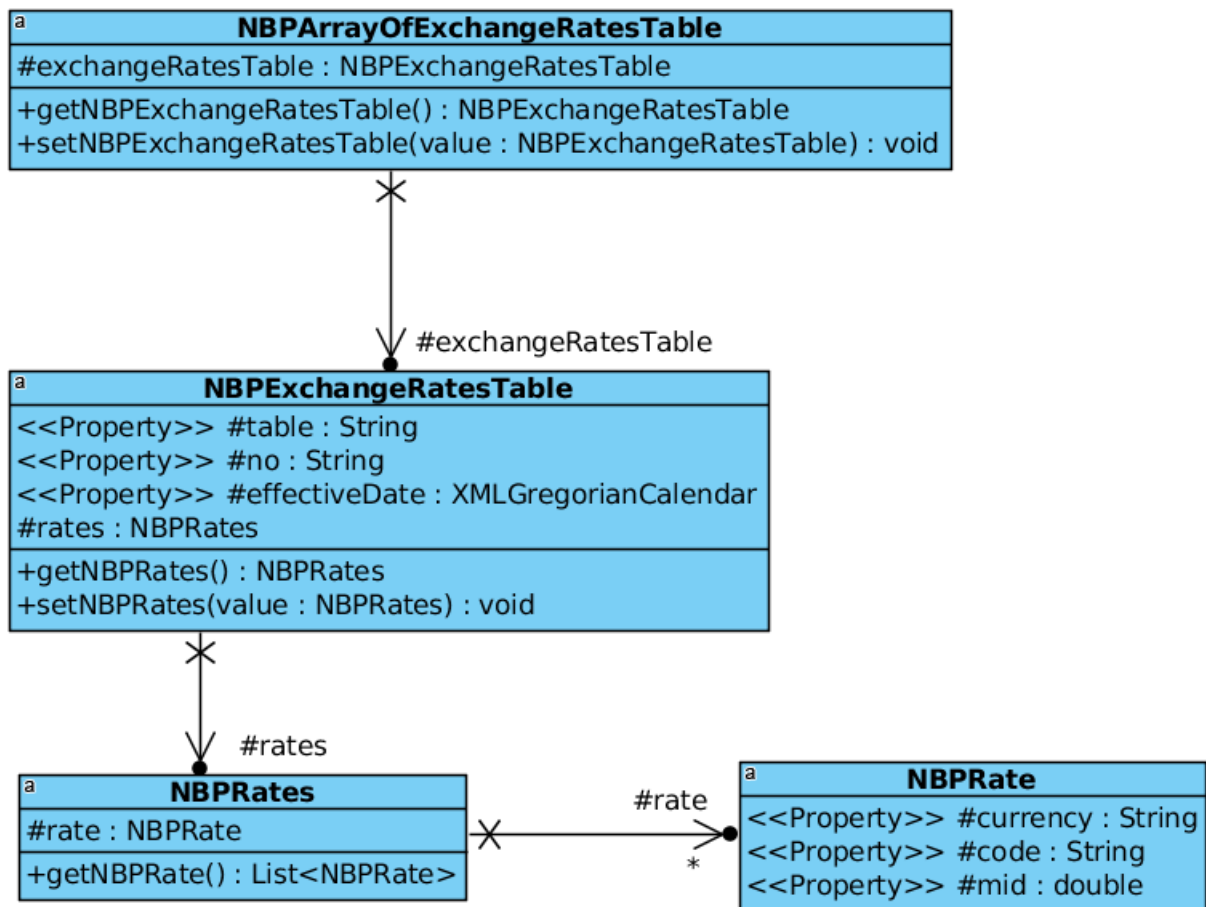 a
NBPArrayOfExchangeRatesTable
#exchangeRatesTable : NBPExchangeRatesTable
+getNBPExchangeRatesTable() : NBPExchangeRatesTable
+setNBPExchangeRatesTable(value : NBPExchangeRatesTable) : void
#exchangeRatesTable
a
NBPExchangeRatesTable
<<Property>> #table : String
<<Property>> #no : String
<<Property>> #effectiveDate : XMLGregorianCalendar
#rates : NBPRates
+getNBPRates() : NBPRates
+setNBPRates(value : NBPRates) : void
#rates
a
NBPRates
#rate : NBPRate
+getNBPRate() : List<NBPRate>
#rate
*
a
NBPRate
<<Property>> #currency : String
<<Property>> #code : String
<<Property>> #mid : double